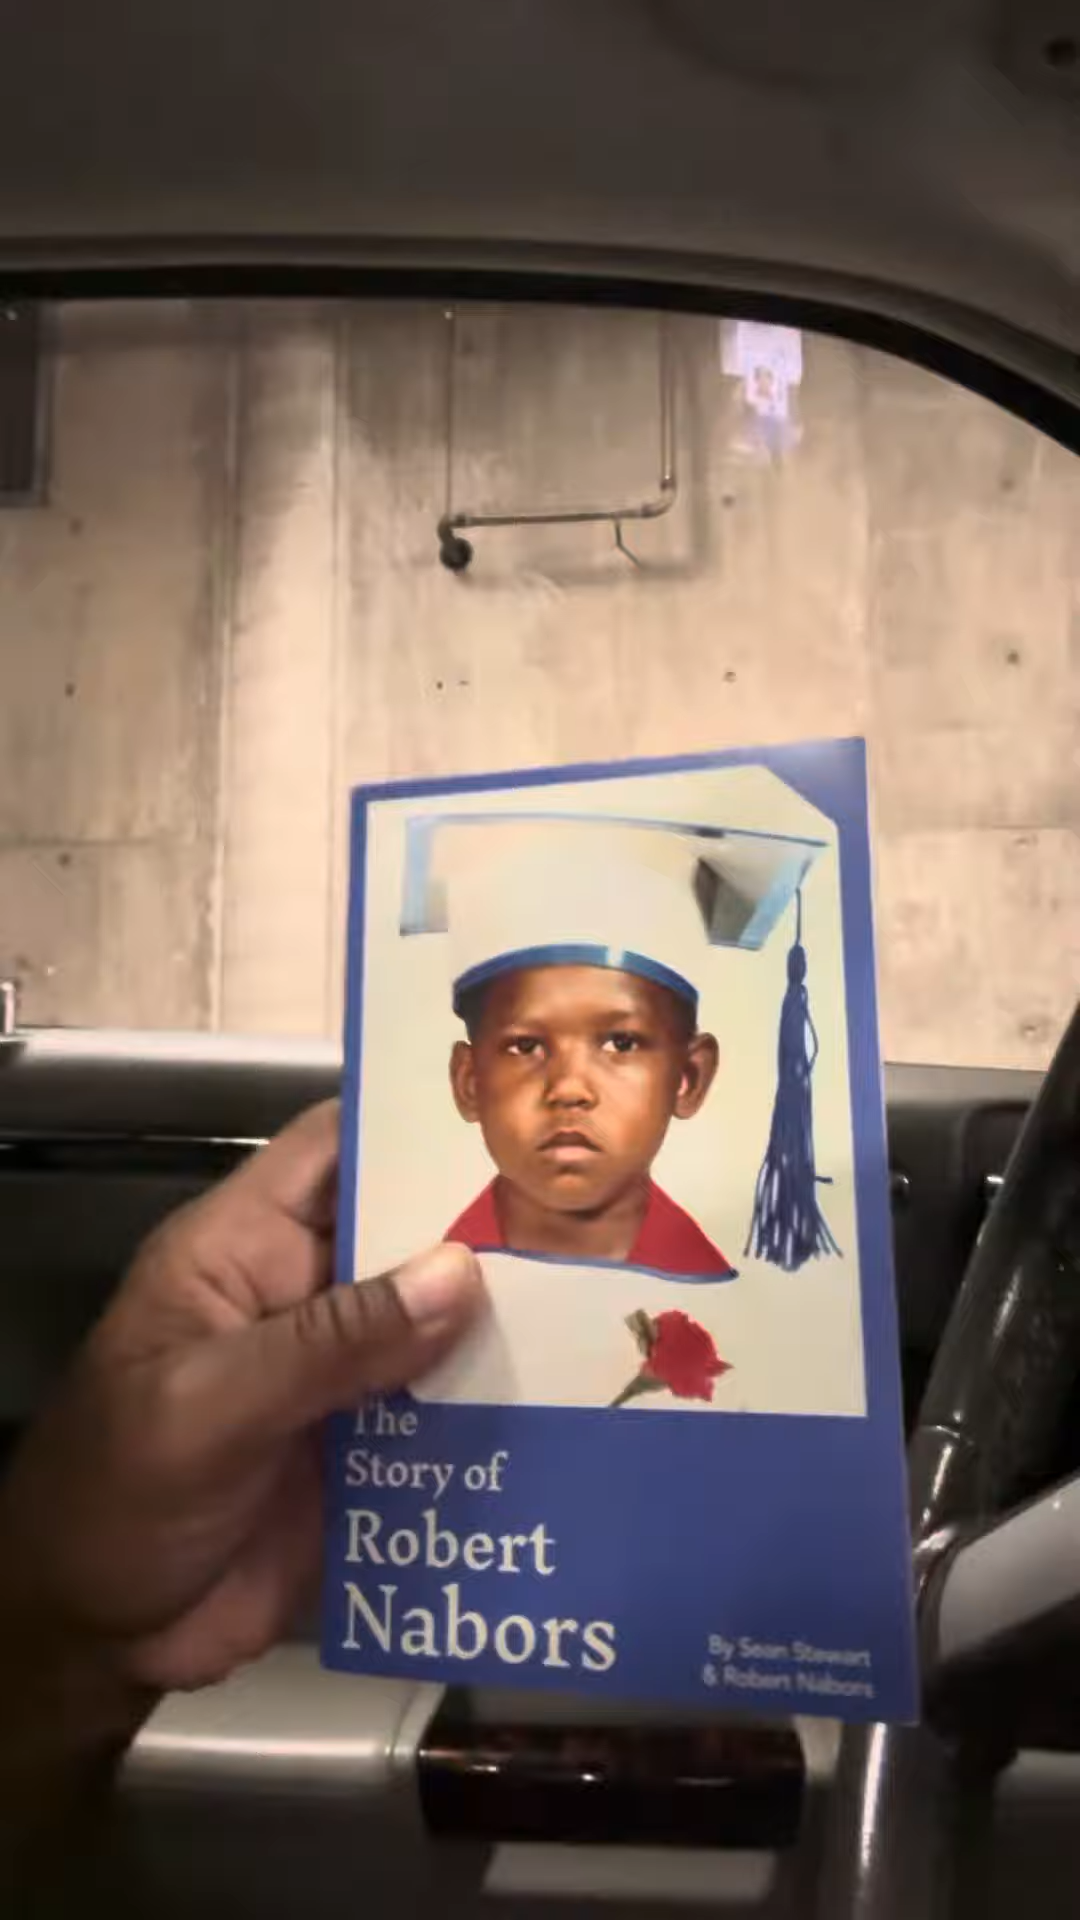 The
Story of
Robert
Nabors
By Sean Stewart
& Robert Nabors